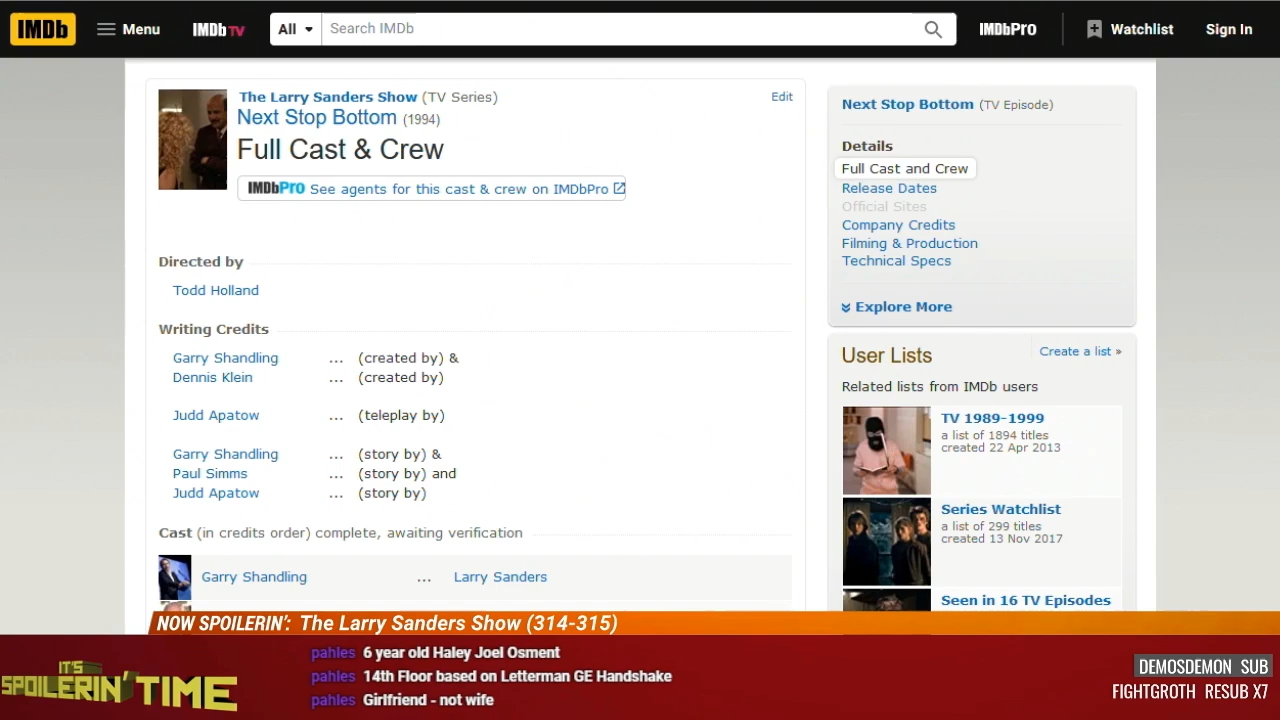 IMDb Menu IMDb TV All Search IMDb IMDbPRO Watchlist Sign In
The Larry Sanders Show (TV Series) Edit
Next Stop Bottom (1994)
Full Cast & Crew
IMDbPRO See agents for this cast & crew on IMDbPro
Directed by
Todd Holland
Writing Credits
Garry Shandling ... (created by) &
Dennis Klein ... (created by)
Judd Apatow ... (teleplay by)
Garry Shandling ... (story by) &
Paul Simms ... (story by) and
Judd Apatow ... (story by)
Cast (in credits order) complete, awaiting verification
Garry Shandling ... Larry Sanders
Next Stop Bottom (TV Episode)
Details
Full Cast and Crew
Release Dates
Official Sites
Company Credits
Filming & Production
Technical Specs
Explore More
User Lists Create a list »
Related lists from IMDb users
TV 1989-1999
a list of 1894 titles
created 22 Apr 2013
Series Watchlist
a list of 299 titles
created 13 Nov 2017
Seen in 16 TV Episodes
NOW SPOILERIN': The Larry Sanders Show (314-315)
IT'S
SPOILERIN' TIME
pahles 6 year old Haley Joel Osment
pahles 14th Floor based on Letterman GE Handshake
pahles Girlfriend - not wife
DEMOSDEMON SUB
FIGHTGROTH RESUB X7